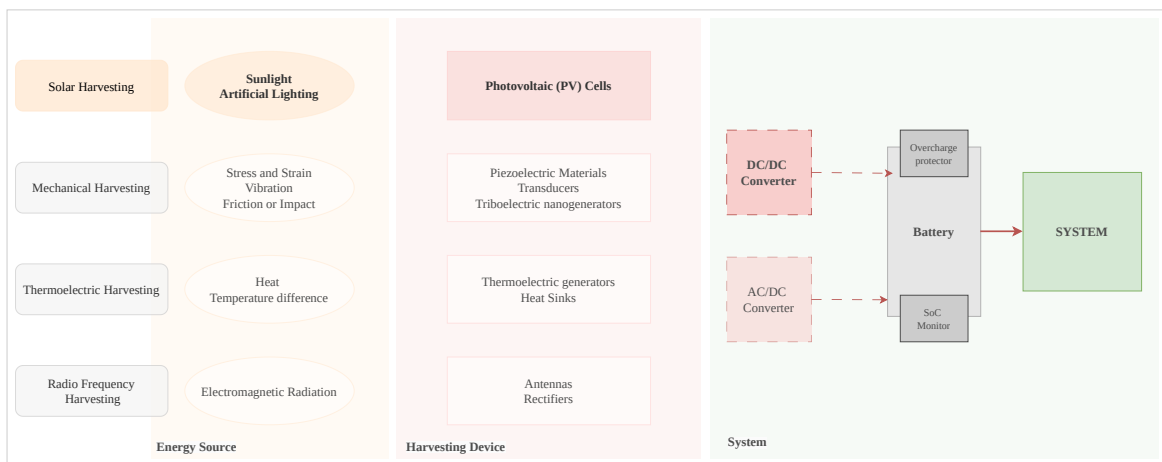 Solar Harvesting
Sunlight
Artificial Lighting
Photovoltaic (PV) Cells
Mechanical Harvesting
Stress and Strain
Vibration
Friction or Impact
Piezoelectric Materials
Transducers
Triboelectric nanogenerators
Thermoelectric Harvesting
Heat
Temperature difference
Thermoelectric generators
Heat Sinks
Radio Frequency
Harvesting
Electromagnetic Radiation
Antennas
Rectifiers
Energy Source
Harvesting Device
DC/DC
Converter
AC/DC
Converter
Overcharge
protector
Battery
SoC
Monitor
SYSTEM
System